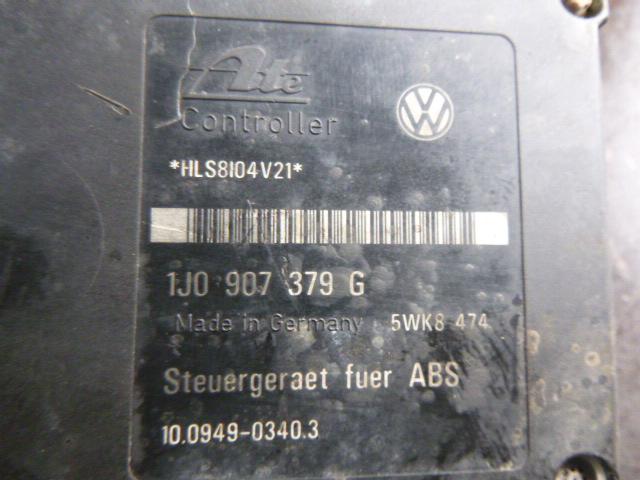 Ate
Controller
*HLS8I04V21*
1J0 907 379 G
Made in Germany 5WK8 474
Steuergeraet fuer ABS
10.0949-0340.3